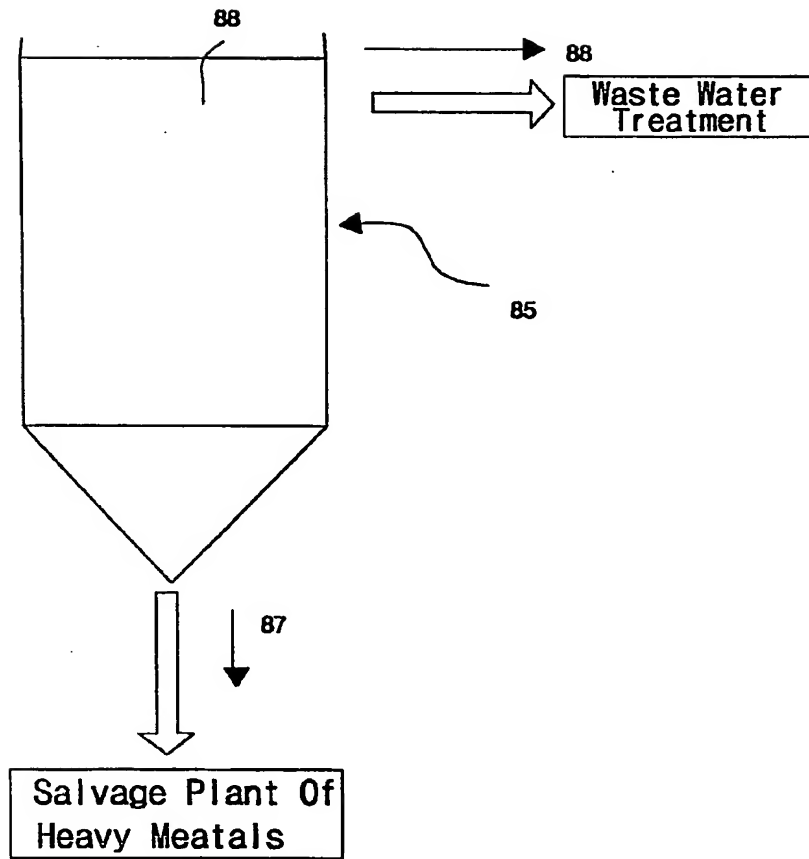 88
88
Waste Water
Treatment
85
87
Salvage Plant Of
Heavy Meatals